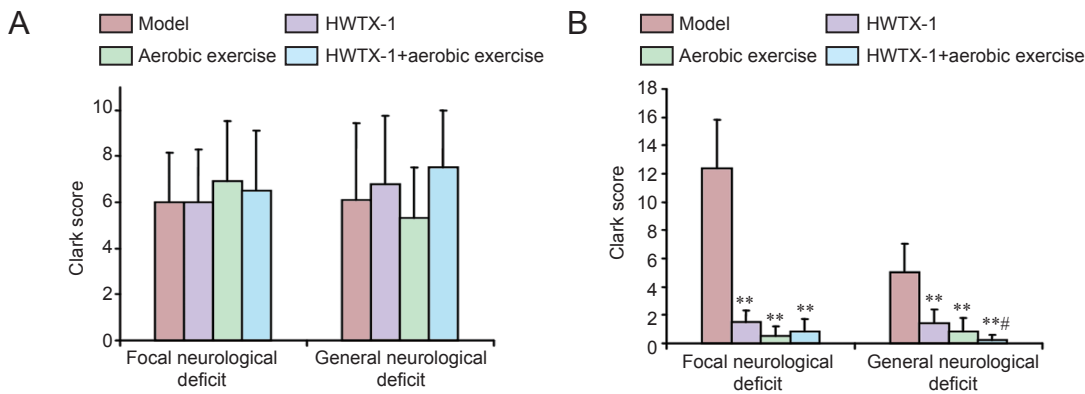 A
Model
HWTX-1
Aerobic exercise
HWTX-1+aerobic exercise
Clark score
10
8
6
4
2
0
Focal neurological
deficit
General neurological
deficit
B
Model
HWTX-1
Aerobic exercise
HWTX-1+aerobic exercise
Clark score
18
16
14
12
10
8
6
4
2
0
**
**
**
**
**
**#
Focal neurological
deficit
General neurological
deficit